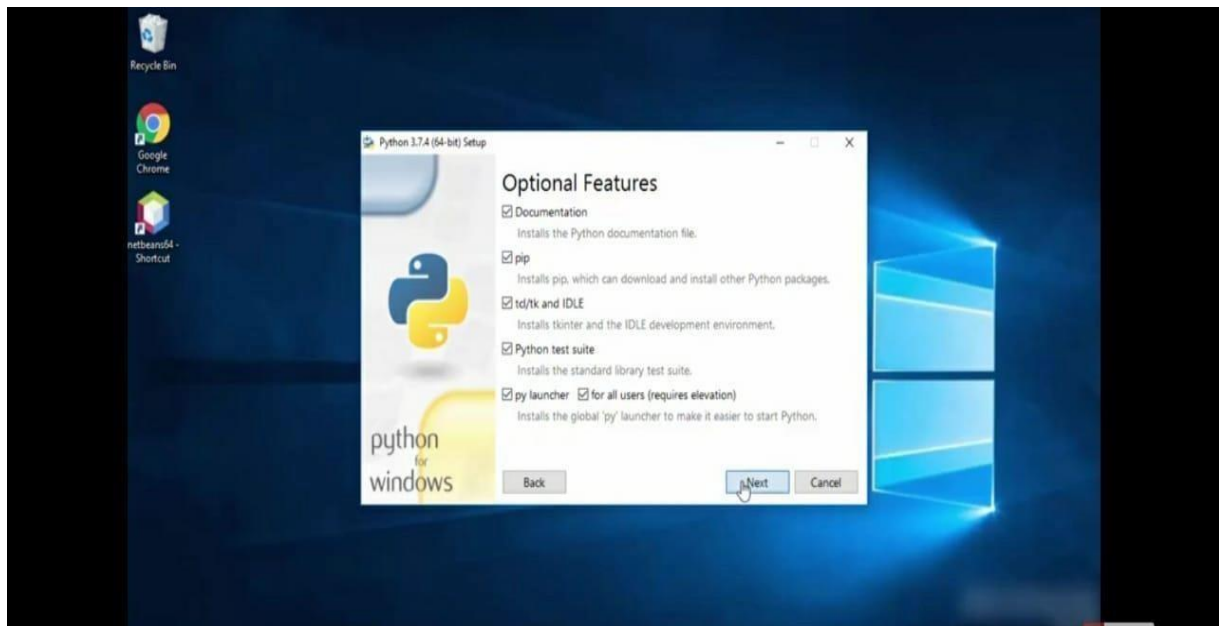 Recycle Bin
Google
Chrome
netbeans64 -
Shortcut
Python 3.7.4 (64-bit) Setup
Optional Features
Documentation
Installs the Python documentation file.
pip
Installs pip, which can download and install other Python packages.
tcl/tk and IDLE
Installs tkinter and the IDLE development environment.
Python test suite
Installs the standard library test suite.
py launcher for all users (requires elevation)
Installs the global 'py' launcher to make it easier to start Python.
python
for
windows
Back Next Cancel